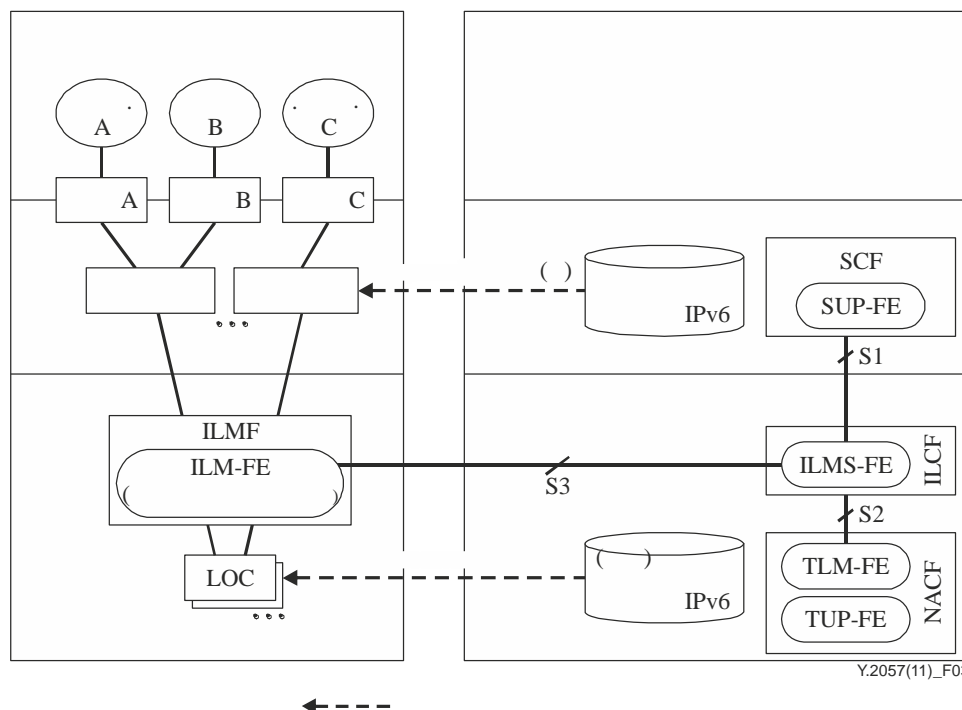 A B C
A B C
( )
IPv6
SCF
SUP-FE
S1
ILMF
ILM-FE
( )
S3
ILMS-FE
ILCF
S2
LOC
( )
IPv6
TLM-FE
TUP-FE
NACF
Y.2057(11)_F03